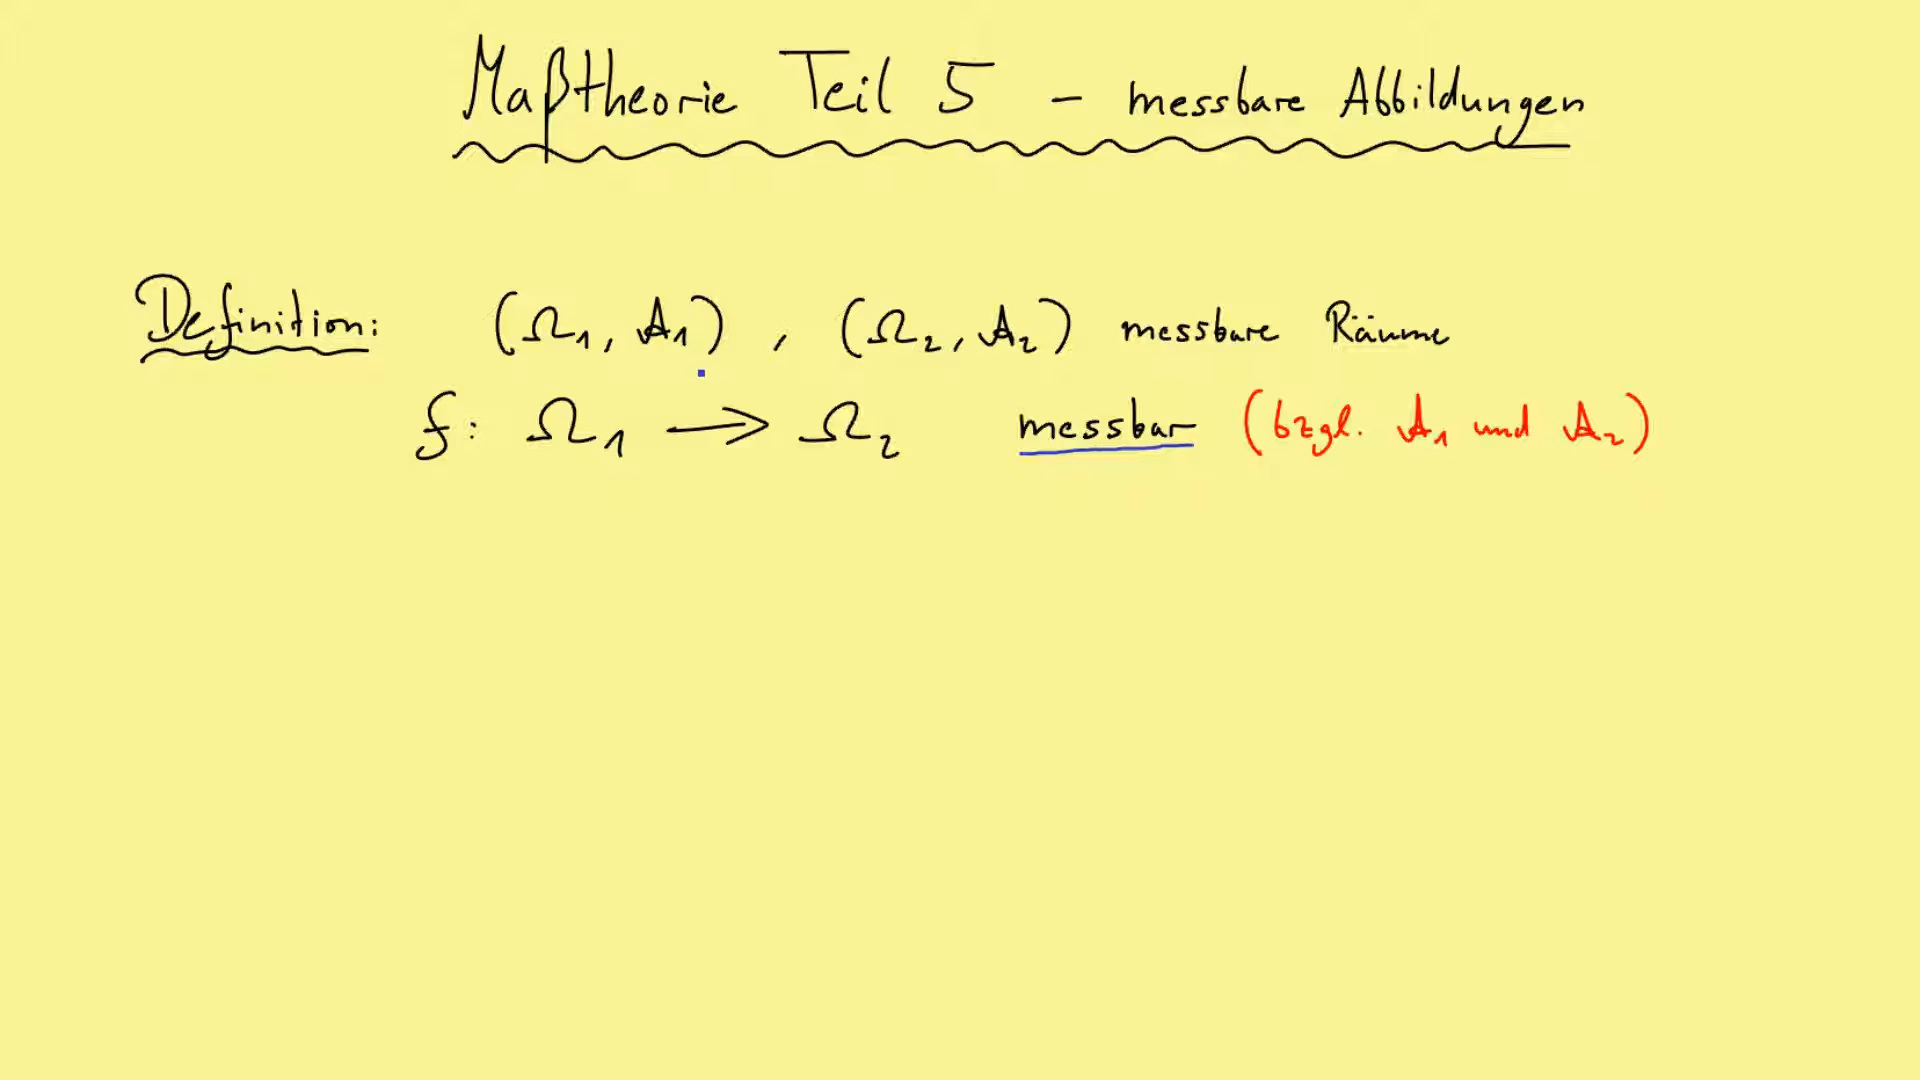 Maßtheorie Teil 5 – messbare Abbildungen
Definition: (Ω₁, A₁) , (Ω₂, A₂) messbare Räume
f: Ω₁ ⟶ Ω₂ messbar (bzgl. A₁ und A₂)